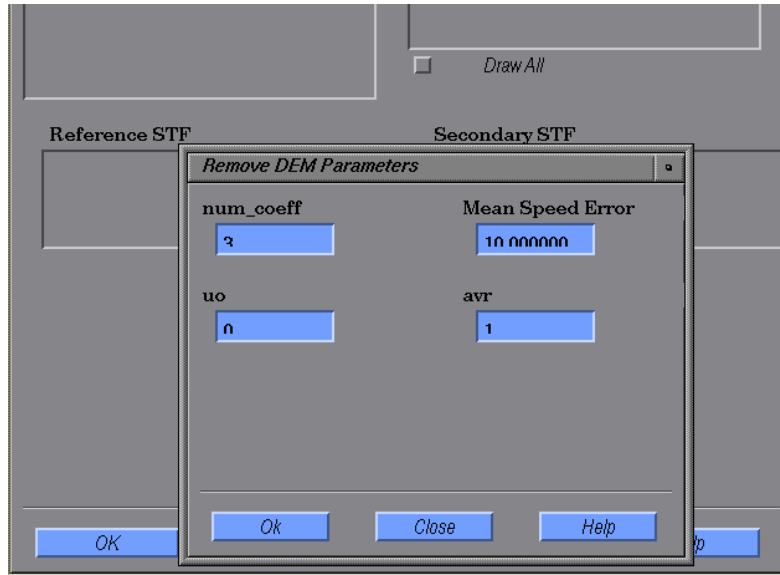 Draw All
Reference STF
Secondary STF
Remove DEM Parameters
num_coeff
Mean Speed Error
3
10.000000
uo
avr
0
1
Ok
Close
Help
OK
lp